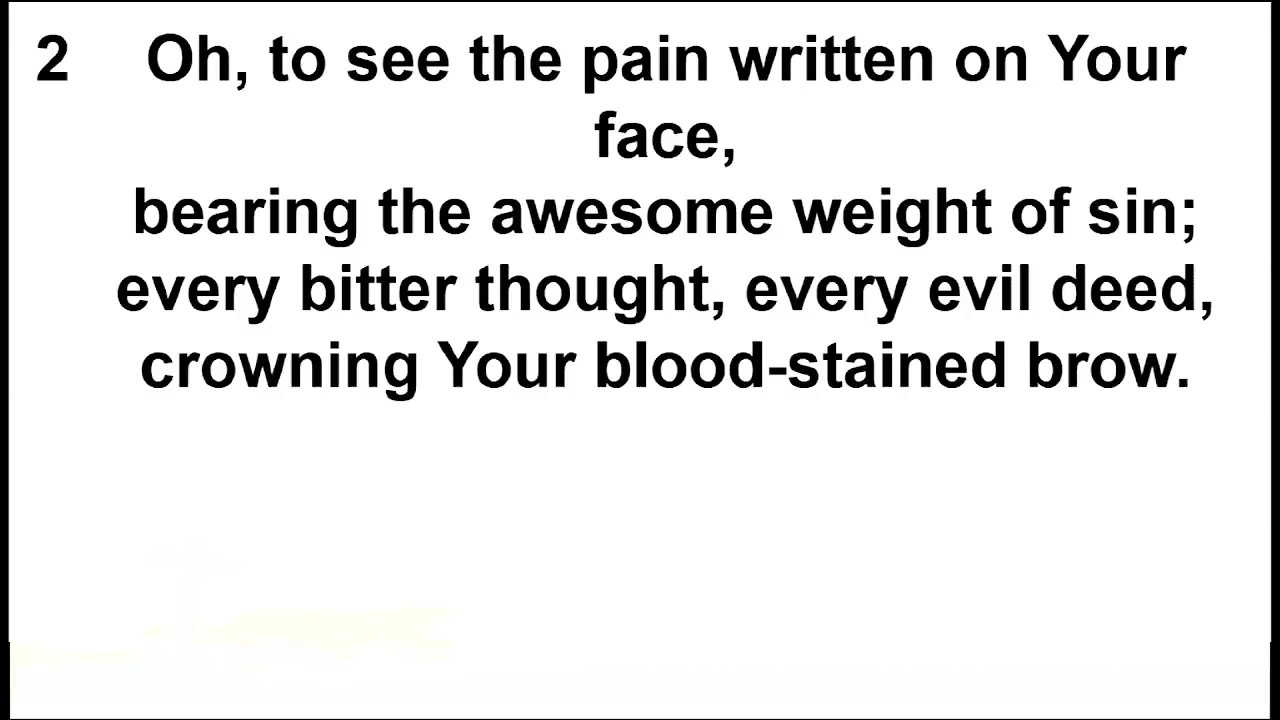 2 Oh, to see the pain written on Your
face,
bearing the awesome weight of sin;
every bitter thought, every evil deed,
crowning Your blood-stained brow.